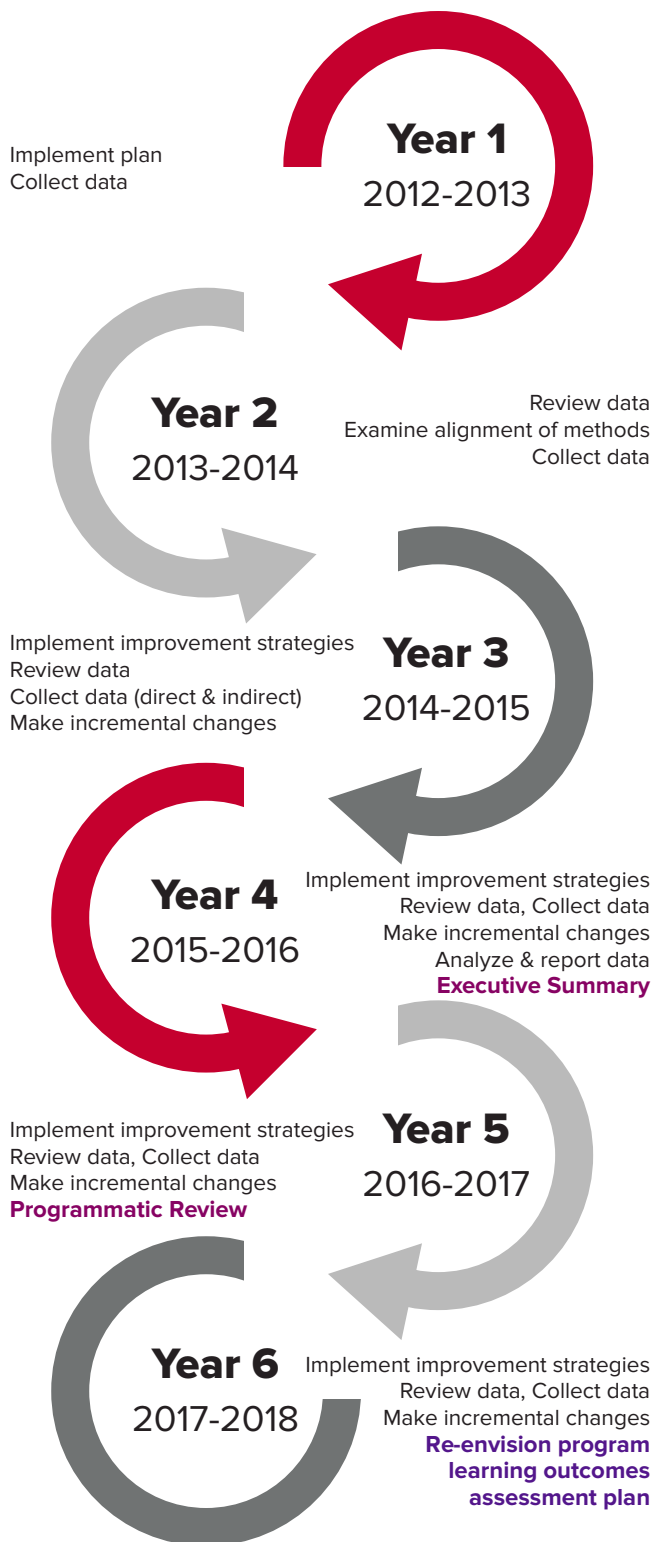 Year 1
2012-2013
Implement plan
Collect data
Year 2
2013-2014
Review data
Examine alignment of methods
Collect data
Year 3
2014-2015
Implement improvement strategies
Review data
Collect data (direct & indirect)
Make incremental changes
Year 4
2015-2016
Implement improvement strategies
Review data, Collect data
Make incremental changes
Analyze & report data
Executive Summary
Year 5
2016-2017
Implement improvement strategies
Review data, Collect data
Make incremental changes
Programmatic Review
Year 6
2017-2018
Implement improvement strategies
Review data, Collect data
Make incremental changes
Re-envision program
learning outcomes
assessment plan